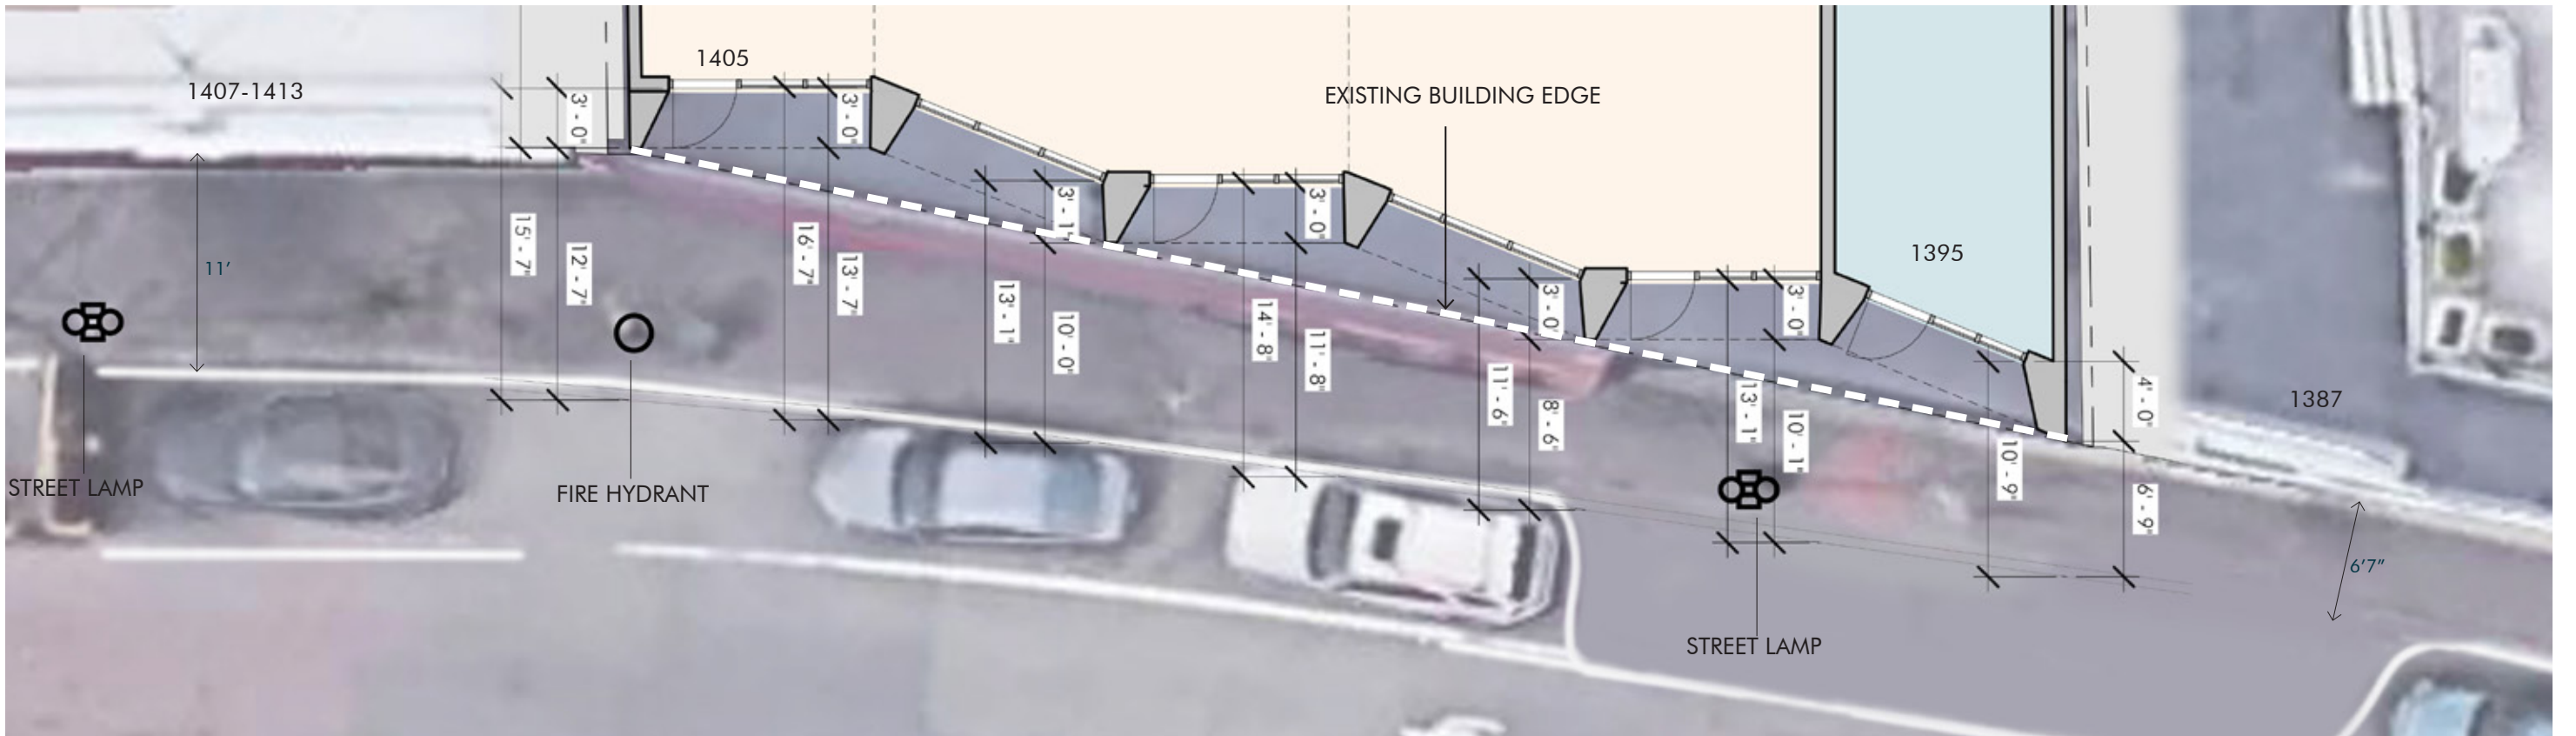 1405
1407-1413
EXISTING BUILDING EDGE
3' - 0"
3' - 0"
3' - 1"
3' - 0"
1395
15' - 7"
12' - 7"
16' - 7"
13' - 7"
11'
13' - 1"
10' - 0"
14' - 8"
11' - 8"
3' - 0"
3' - 0"
11' - 6"
8' - 6"
13' - 1"
10' - 1"
4' - 0"
1387
10' - 9"
6' - 9"
STREET LAMP
FIRE HYDRANT
6'7"
STREET LAMP